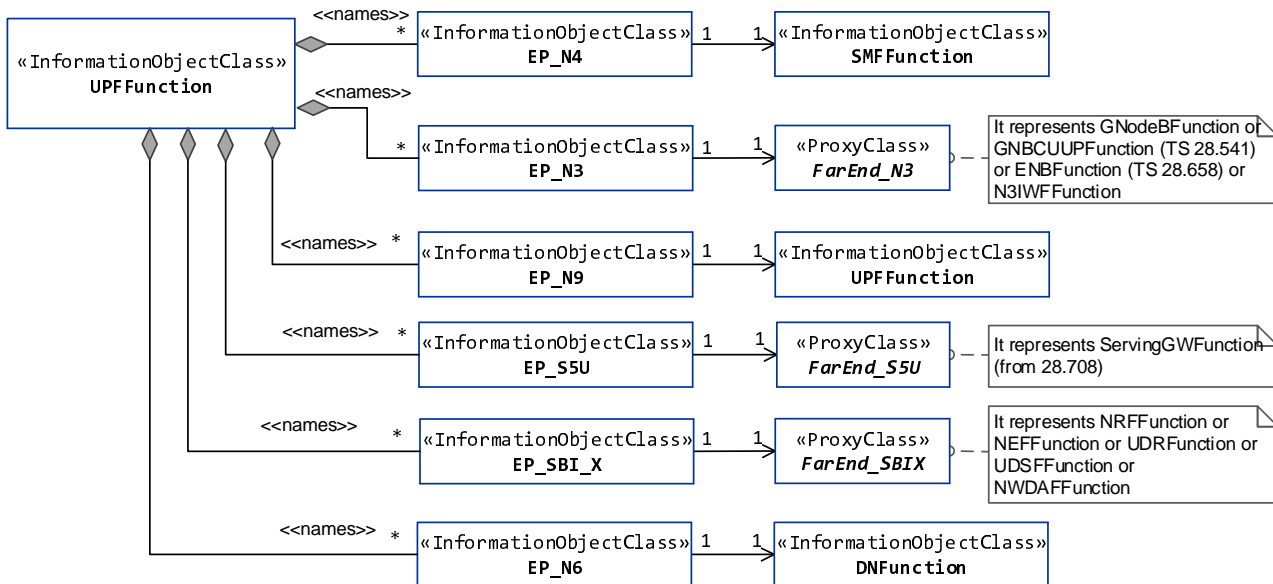 <<names>>
*
«InformationObjectClass»
UPFFunction
«InformationObjectClass»
EP_N4
1
1
«InformationObjectClass»
SMFFunction
<<names>>
*
«InformationObjectClass»
EP_N3
1
1
«ProxyClass»
FarEnd_N3
It represents GNodeBFunction or
GNBCUUPFunction (TS 28.541)
or ENBFunction (TS 28.658) or
N3IWFFunction
<<names>>
*
«InformationObjectClass»
EP_N9
1
1
«InformationObjectClass»
UPFFunction
<<names>>
*
«InformationObjectClass»
EP_S5U
1
1
«ProxyClass»
FarEnd_S5U
It represents ServingGWFunction
(from 28.708)
<<names>>
*
«InformationObjectClass»
EP_SBI_X
1
1
«ProxyClass»
FarEnd_SBIX
It represents NRFFunction or
NEFFunction or UDRFunction or
UDSFFunction or
NWDAFFunction
<<names>>
*
«InformationObjectClass»
EP_N6
1
1
«InformationObjectClass»
DNFunction